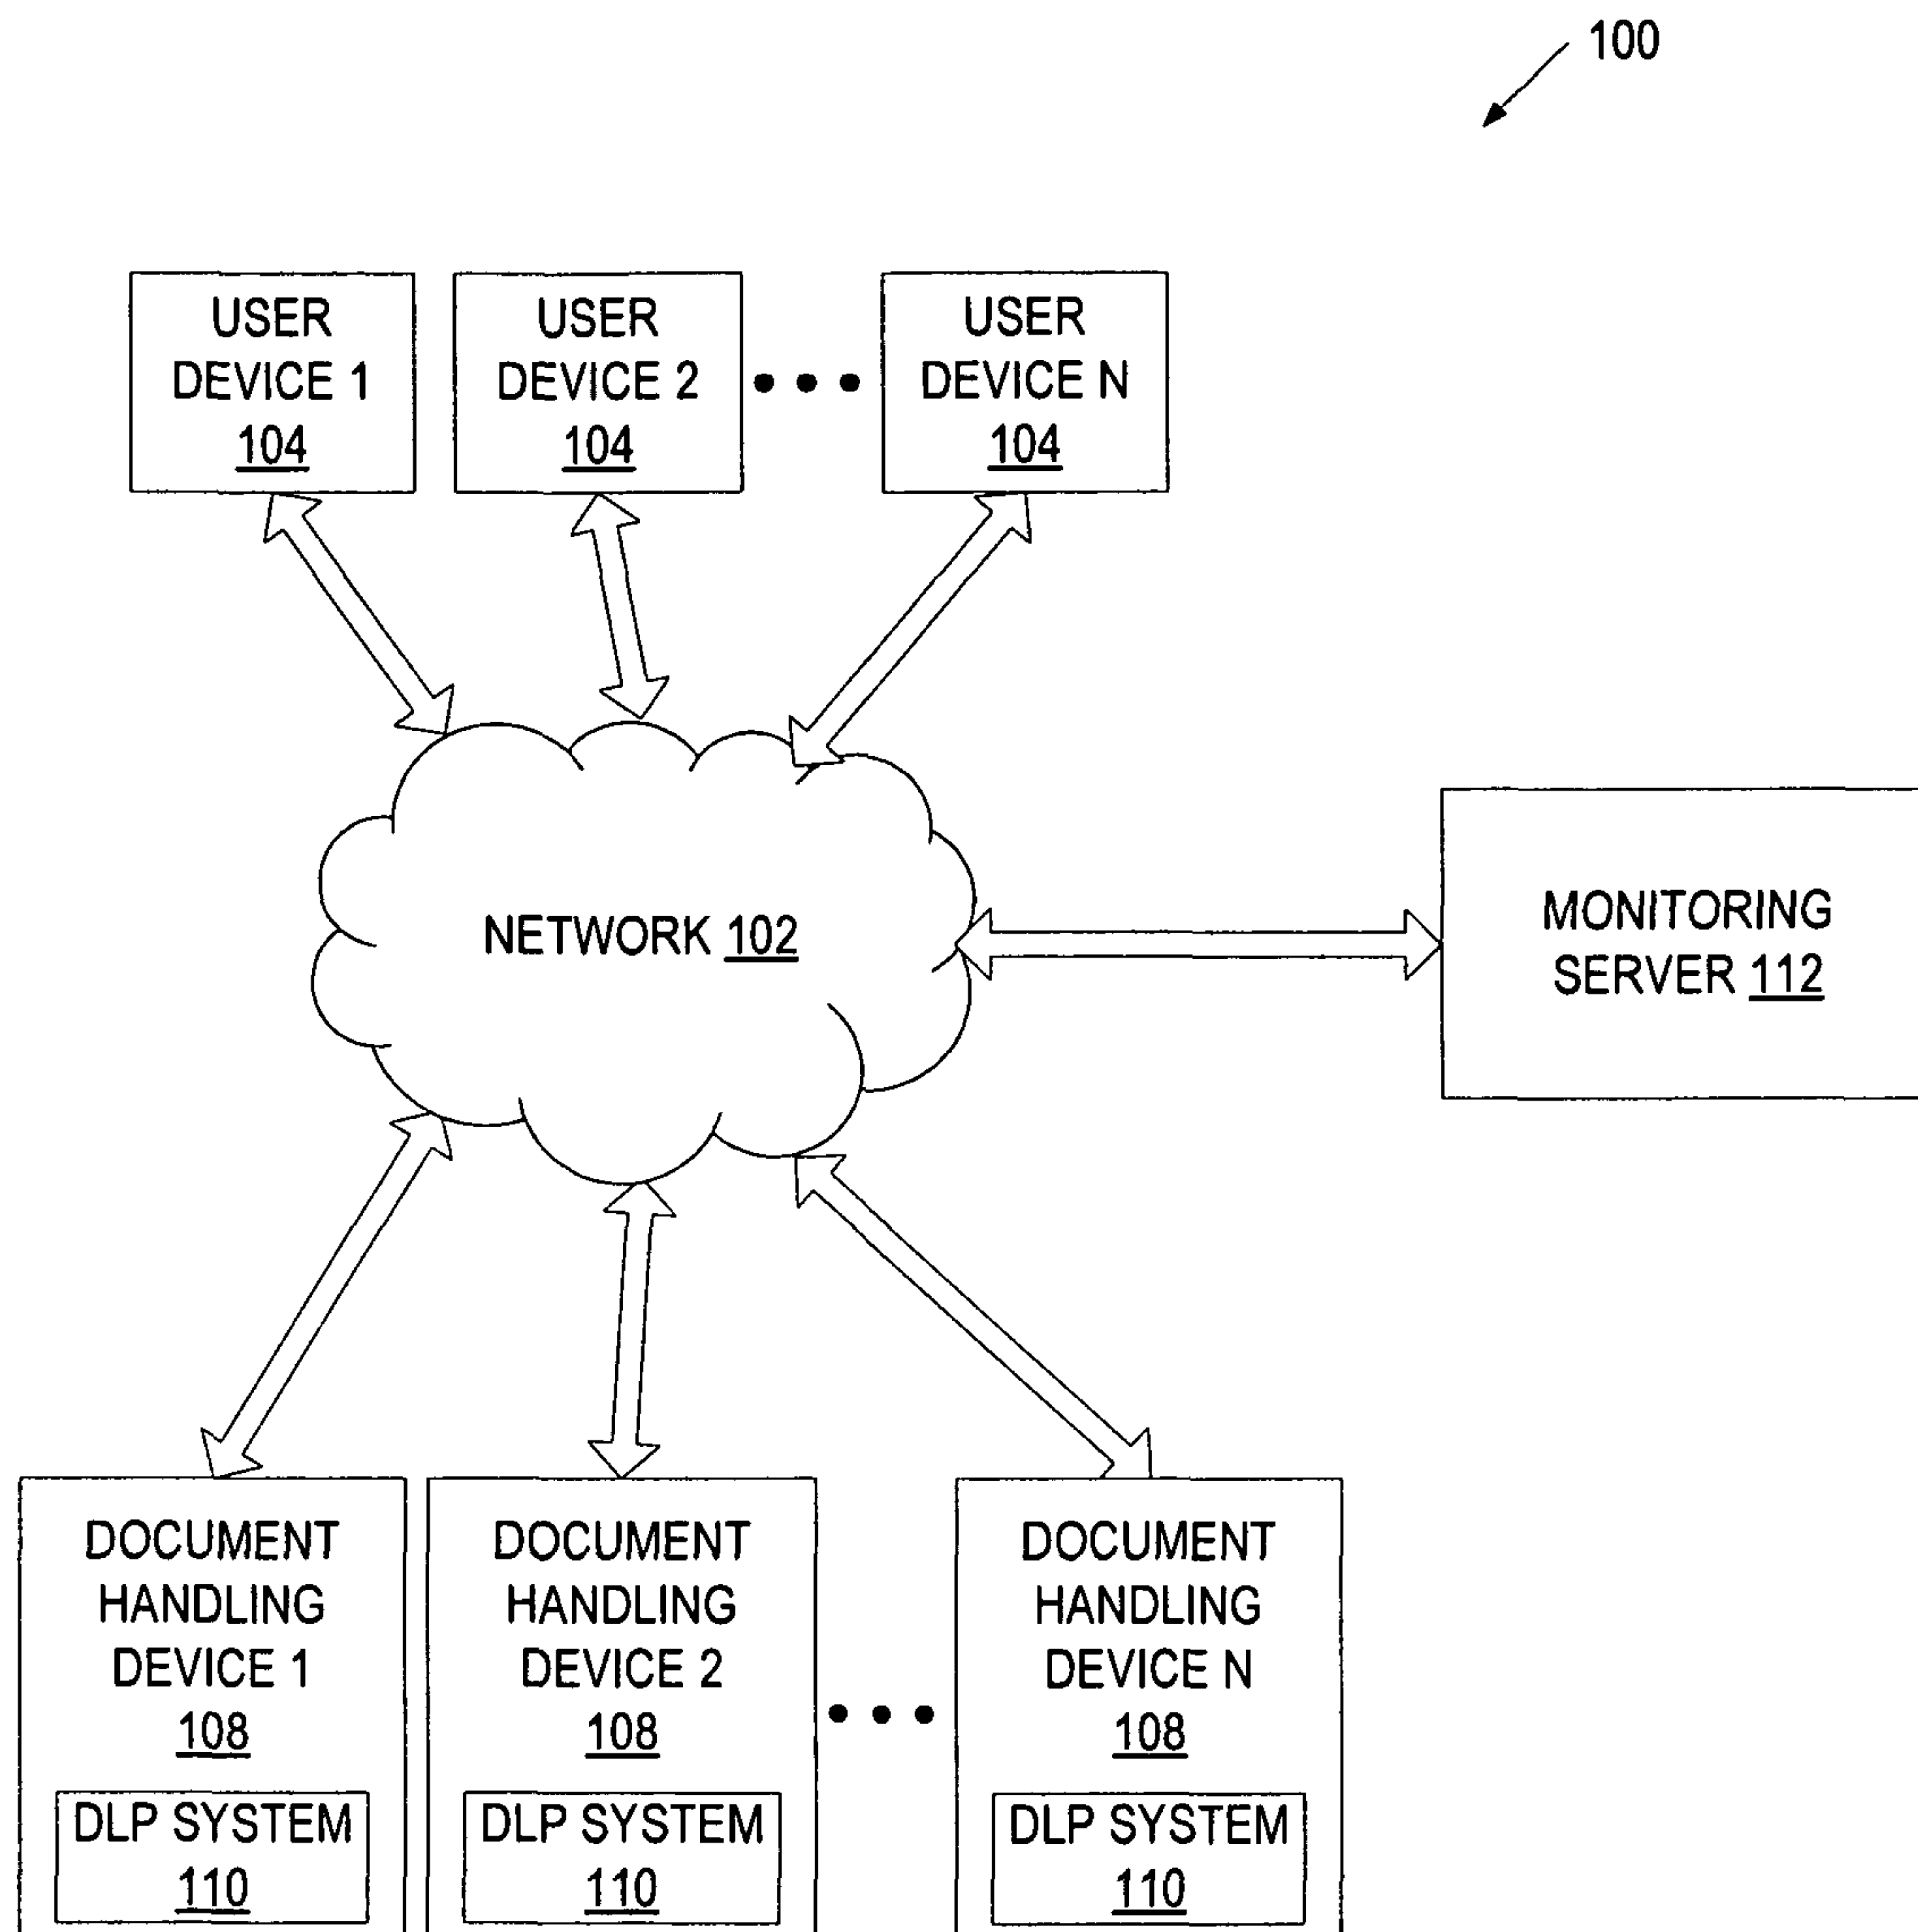 100
USER
DEVICE 1
104
USER
DEVICE 2
104
USER
DEVICE N
104
NETWORK 102
MONITORING
SERVER 112
DOCUMENT
HANDLING
DEVICE 1
108
DLP SYSTEM
110
DOCUMENT
HANDLING
DEVICE 2
108
DLP SYSTEM
110
DOCUMENT
HANDLING
DEVICE N
108
DLP SYSTEM
110